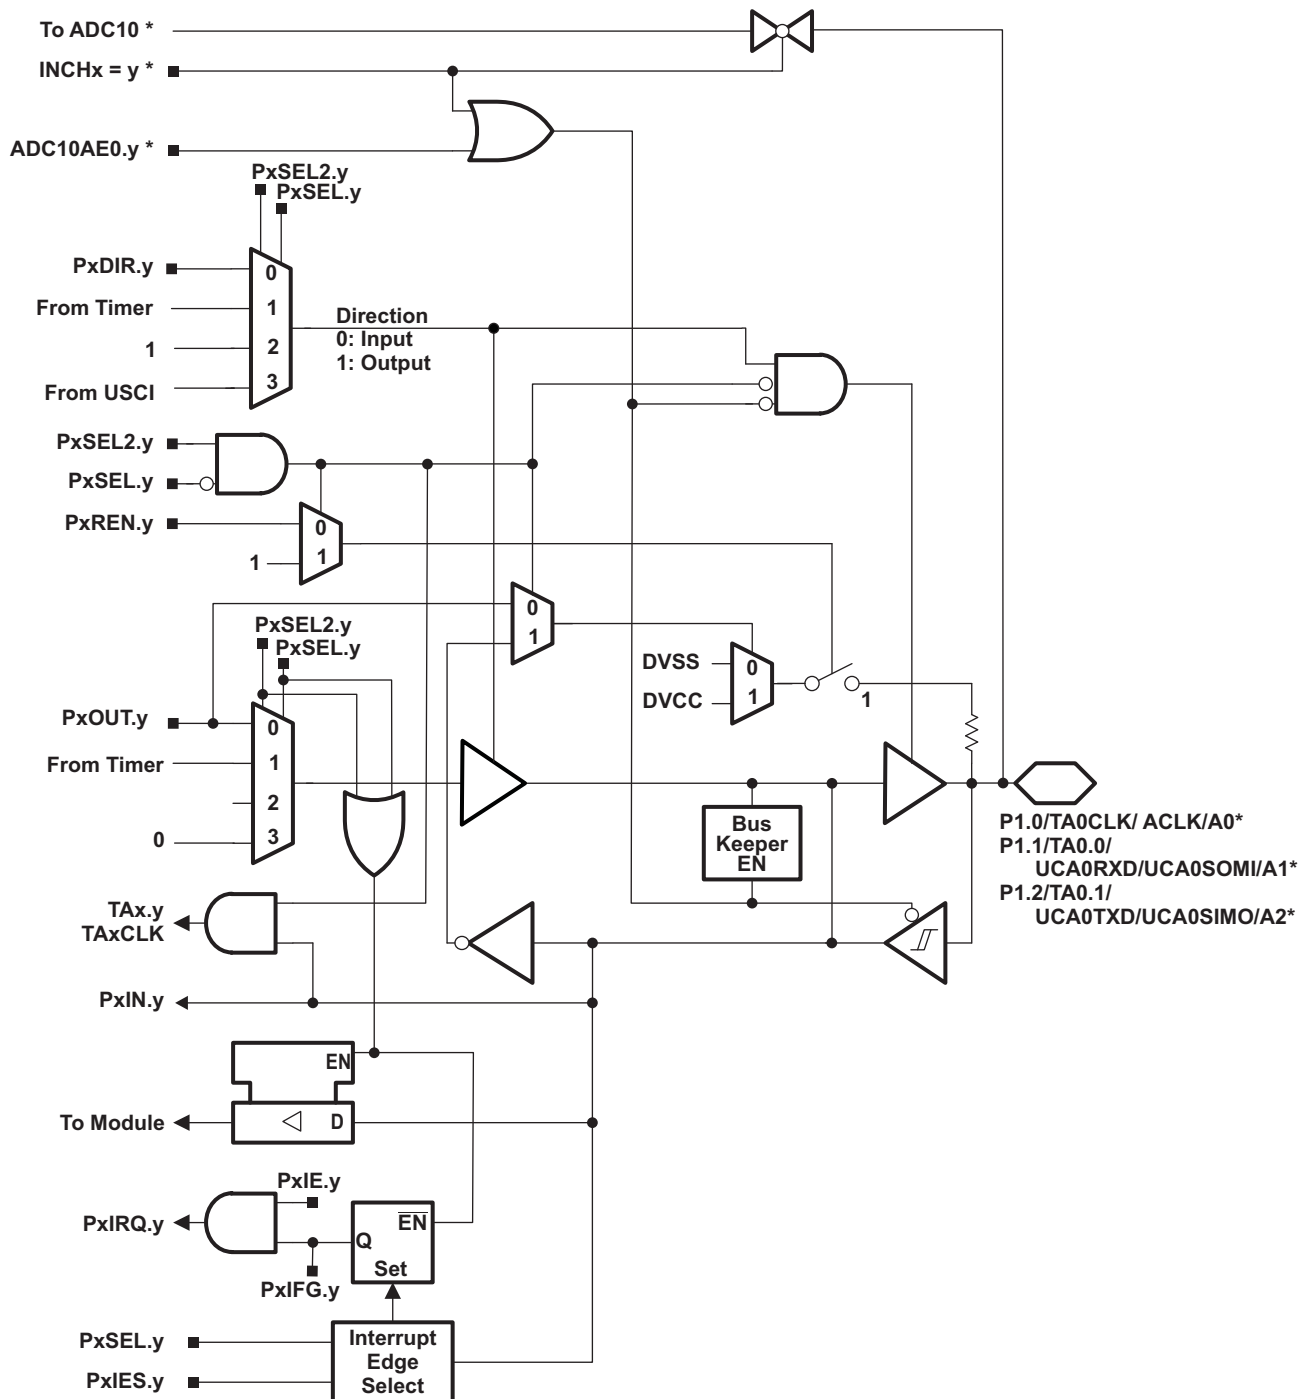 To ADC10 *
INCHx = y *
ADC10AE0.y *
PxSEL2.y
PxSEL.y
PxDIR.y
0
From Timer
1
1
2
From USCI
3
Direction
0: Input
1: Output
PxSEL2.y
PxSEL.y
PxREN.y
0
1
1
0
1
PxSEL2.y
PxSEL.y
DVSS
0
DVCC
1
1
PxOUT.y
0
From Timer
1
2
0
3
Bus
Keeper
EN
P1.0/TA0CLK/ ACLK/A0*
P1.1/TA0.0/
UCA0RXD/UCA0SOMI/A1*
P1.2/TA0.1/
UCA0TXD/UCA0SIMO/A2*
TAx.y
TAxCLK
PxIN.y
EN
To Module
D
PxIE.y
PxIRQ.y
EN
Q
Set
PxIFG.y
PxSEL.y
PxIES.y
Interrupt
Edge
Select